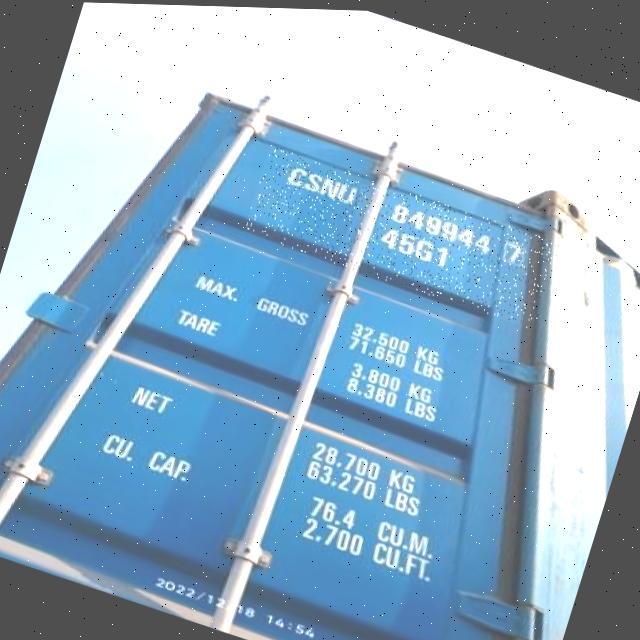 CSNU 849944 7
45G1
MAX. GROSS 32.500 KG
71.650 LBS
TARE 3.800 KG
8.380 LBS
NET 28.700 KG
63.270 LBS
CU. CAP. 76.4 CU.M.
2.700 CU.FT.
2022/12/18 14:54